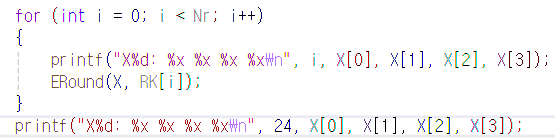 for (int i = 0; i < Nr; i++)
{
printf("X%d: %x %x %x %x₩n", i, X[0], X[1], X[2], X[3]);
ERound(X, RK[i]);
}
printf("X%d: %x %x %x %x₩n", 24, X[0], X[1], X[2], X[3]);